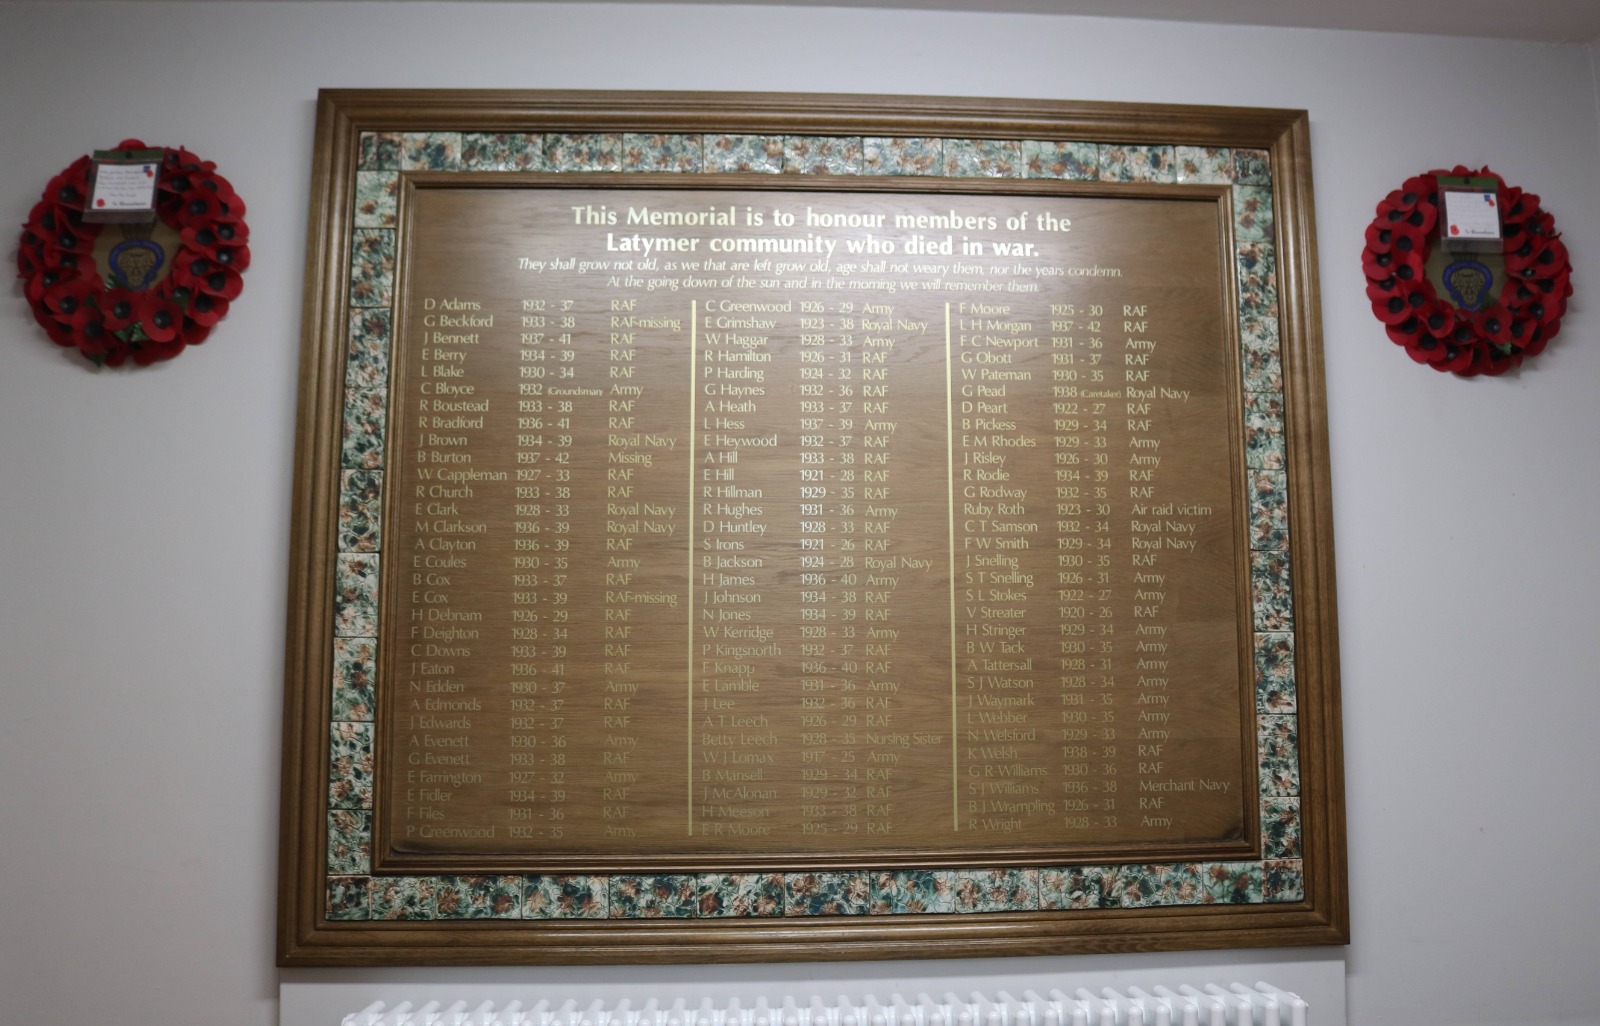 This Memorial is to honour members of the
Latymer community who died in war.
They shall grow not old, as we that are left grow old, age shall not weary them, nor the years condemn.
At the going down of the sun and in the morning we will remember them.
D Adams 1932 - 37 RAF
G Beckford 1933 - 38 RAF-missing
J Bennett 1937 - 41 RAF
E Berry 1934 - 39 RAF
L Blake 1930 - 34 RAF
C Bloyce 1932 (Groundsman) Army
R Boustead 1933 - 38 RAF
R Bradford 1936 - 41 RAF
J Brown 1934 - 39 Royal Navy
B Burton 1937 - 42 Missing
W Cappleman 1927 - 33 RAF
R Church 1933 - 38 RAF
E Clark 1928 - 33 Royal Navy
M Clarkson 1936 - 39 Royal Navy
A Clayton 1936 - 39 RAF
E Coules 1930 - 35 Army
B Cox 1933 - 37 RAF
E Cox 1933 - 39 RAF-missing
H Debnam 1926 - 29 RAF
F Deighton 1928 - 34 RAF
C Downs 1933 - 39 RAF
J Eaton 1936 - 41 RAF
N Edden 1930 - 37 Army
A Edmonds 1932 - 37 RAF
J Edwards 1932 - 37 RAF
A Evenett 1930 - 36 Army
G Evenett 1933 - 38 RAF
E Farrington 1927 - 32 Army
E Fidler 1934 - 39 RAF
F Files 1931 - 36 RAF
P Greenwood 1932 - 35 Army
C Greenwood 1926 - 29 Army
E Grimshaw 1923 - 38 Royal Navy
W Haggar 1928 - 33 Army
R Hamilton 1926 - 31 RAF
P Harding 1924 - 32 RAF
G Haynes 1932 - 36 RAF
A Heath 1933 - 37 RAF
L Hess 1937 - 39 Army
E Heywood 1932 - 37 RAF
A Hill 1933 - 38 RAF
E Hill 1921 - 28 RAF
R Hillman 1929 - 35 RAF
R Hughes 1931 - 36 Army
D Huntley 1928 - 33 RAF
S Irons 1921 - 26 RAF
B Jackson 1924 - 28 Royal Navy
H James 1936 - 40 Army
J Johnson 1934 - 38 RAF
N Jones 1934 - 39 RAF
W Kerridge 1928 - 33 Army
P Kingsnorth 1932 - 37 RAF
F Knapp 1936 - 40 RAF
E Lamble 1931 - 36 Army
J Lee 1932 - 36 RAF
A T Leech 1926 - 29 RAF
Betty Leech 1928 - 35 Nursing Sister
W J Lomax 1917 - 25 Army
B Mansell 1929 - 34 RAF
J McAlonan 1929 - 32 RAF
H Meeson 1933 - 38 RAF
E R Moore 1925 - 29 RAF
F Moore 1925 - 30 RAF
L H Morgan 1937 - 42 RAF
E C Newport 1931 - 36 Army
G Obott 1931 - 37 RAF
W Pateman 1930 - 35 RAF
G Pead 1938 (Caretaker) Royal Navy
D Peart 1922 - 27 RAF
B Pickess 1929 - 34 RAF
E M Rhodes 1929 - 33 Army
J Risley 1926 - 30 Army
R Rodie 1934 - 39 RAF
G Rodway 1932 - 35 RAF
Ruby Roth 1923 - 30 Air raid victim
C T Samson 1932 - 34 Royal Navy
F W Smith 1929 - 34 Royal Navy
J Snelling 1930 - 35 RAF
S T Snelling 1926 - 31 Army
S L Stokes 1922 - 27 Army
V Streater 1920 - 26 RAF
H Stringer 1929 - 34 Army
B W Tack 1930 - 35 Army
A Tattersall 1928 - 31 Army
S J Watson 1928 - 34 Army
J Waymark 1931 - 35 Army
L Webber 1930 - 35 Army
N Welsford 1929 - 33 Army
K Welsh 1938 - 39 RAF
G R Williams 1930 - 36 RAF
S J Williams 1936 - 38 Merchant Navy
B J Wrampling 1926 - 31 RAF
R Wright 1928 - 33 Army